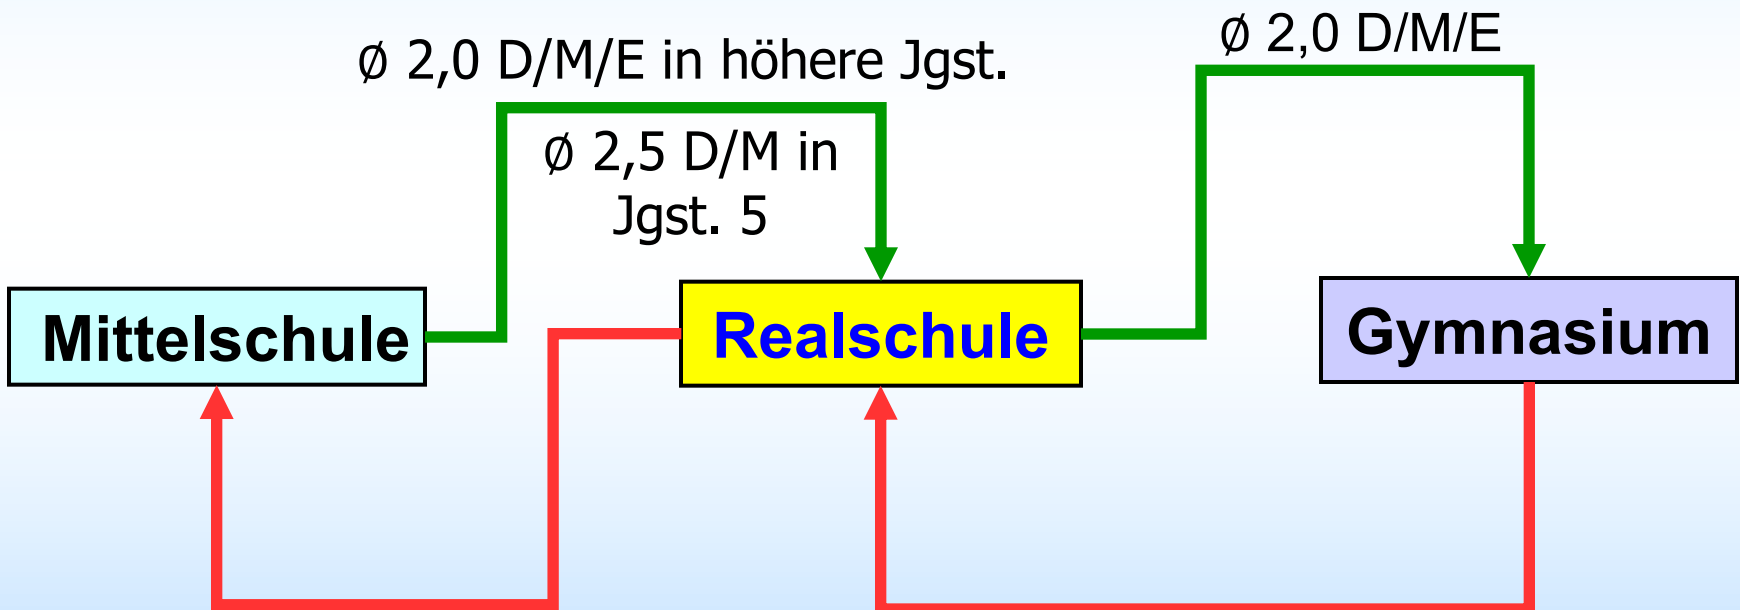 Ø 2,0 D/M/E in höhere Jgst.
Ø 2,5 D/M in
Jgst. 5
Ø 2,0 D/M/E
Mittelschule
Realschule
Gymnasium